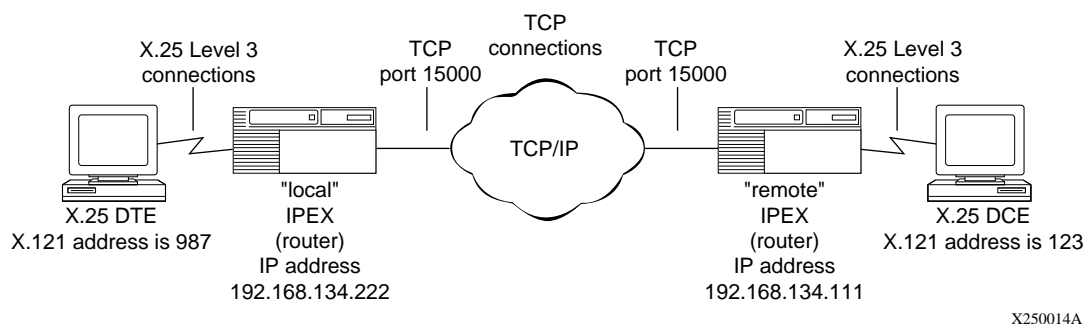 TCP
connections
X.25 Level 3
connections
TCP
port 15000
TCP
port 15000
X.25 Level 3
connections
TCP/IP
X.25 DTE
X.121 address is 987
"local"
IPEX
(router)
IP address
192.168.134.222
"remote"
IPEX
(router)
IP address
192.168.134.111
X.25 DCE
X.121 address is 123
X250014A